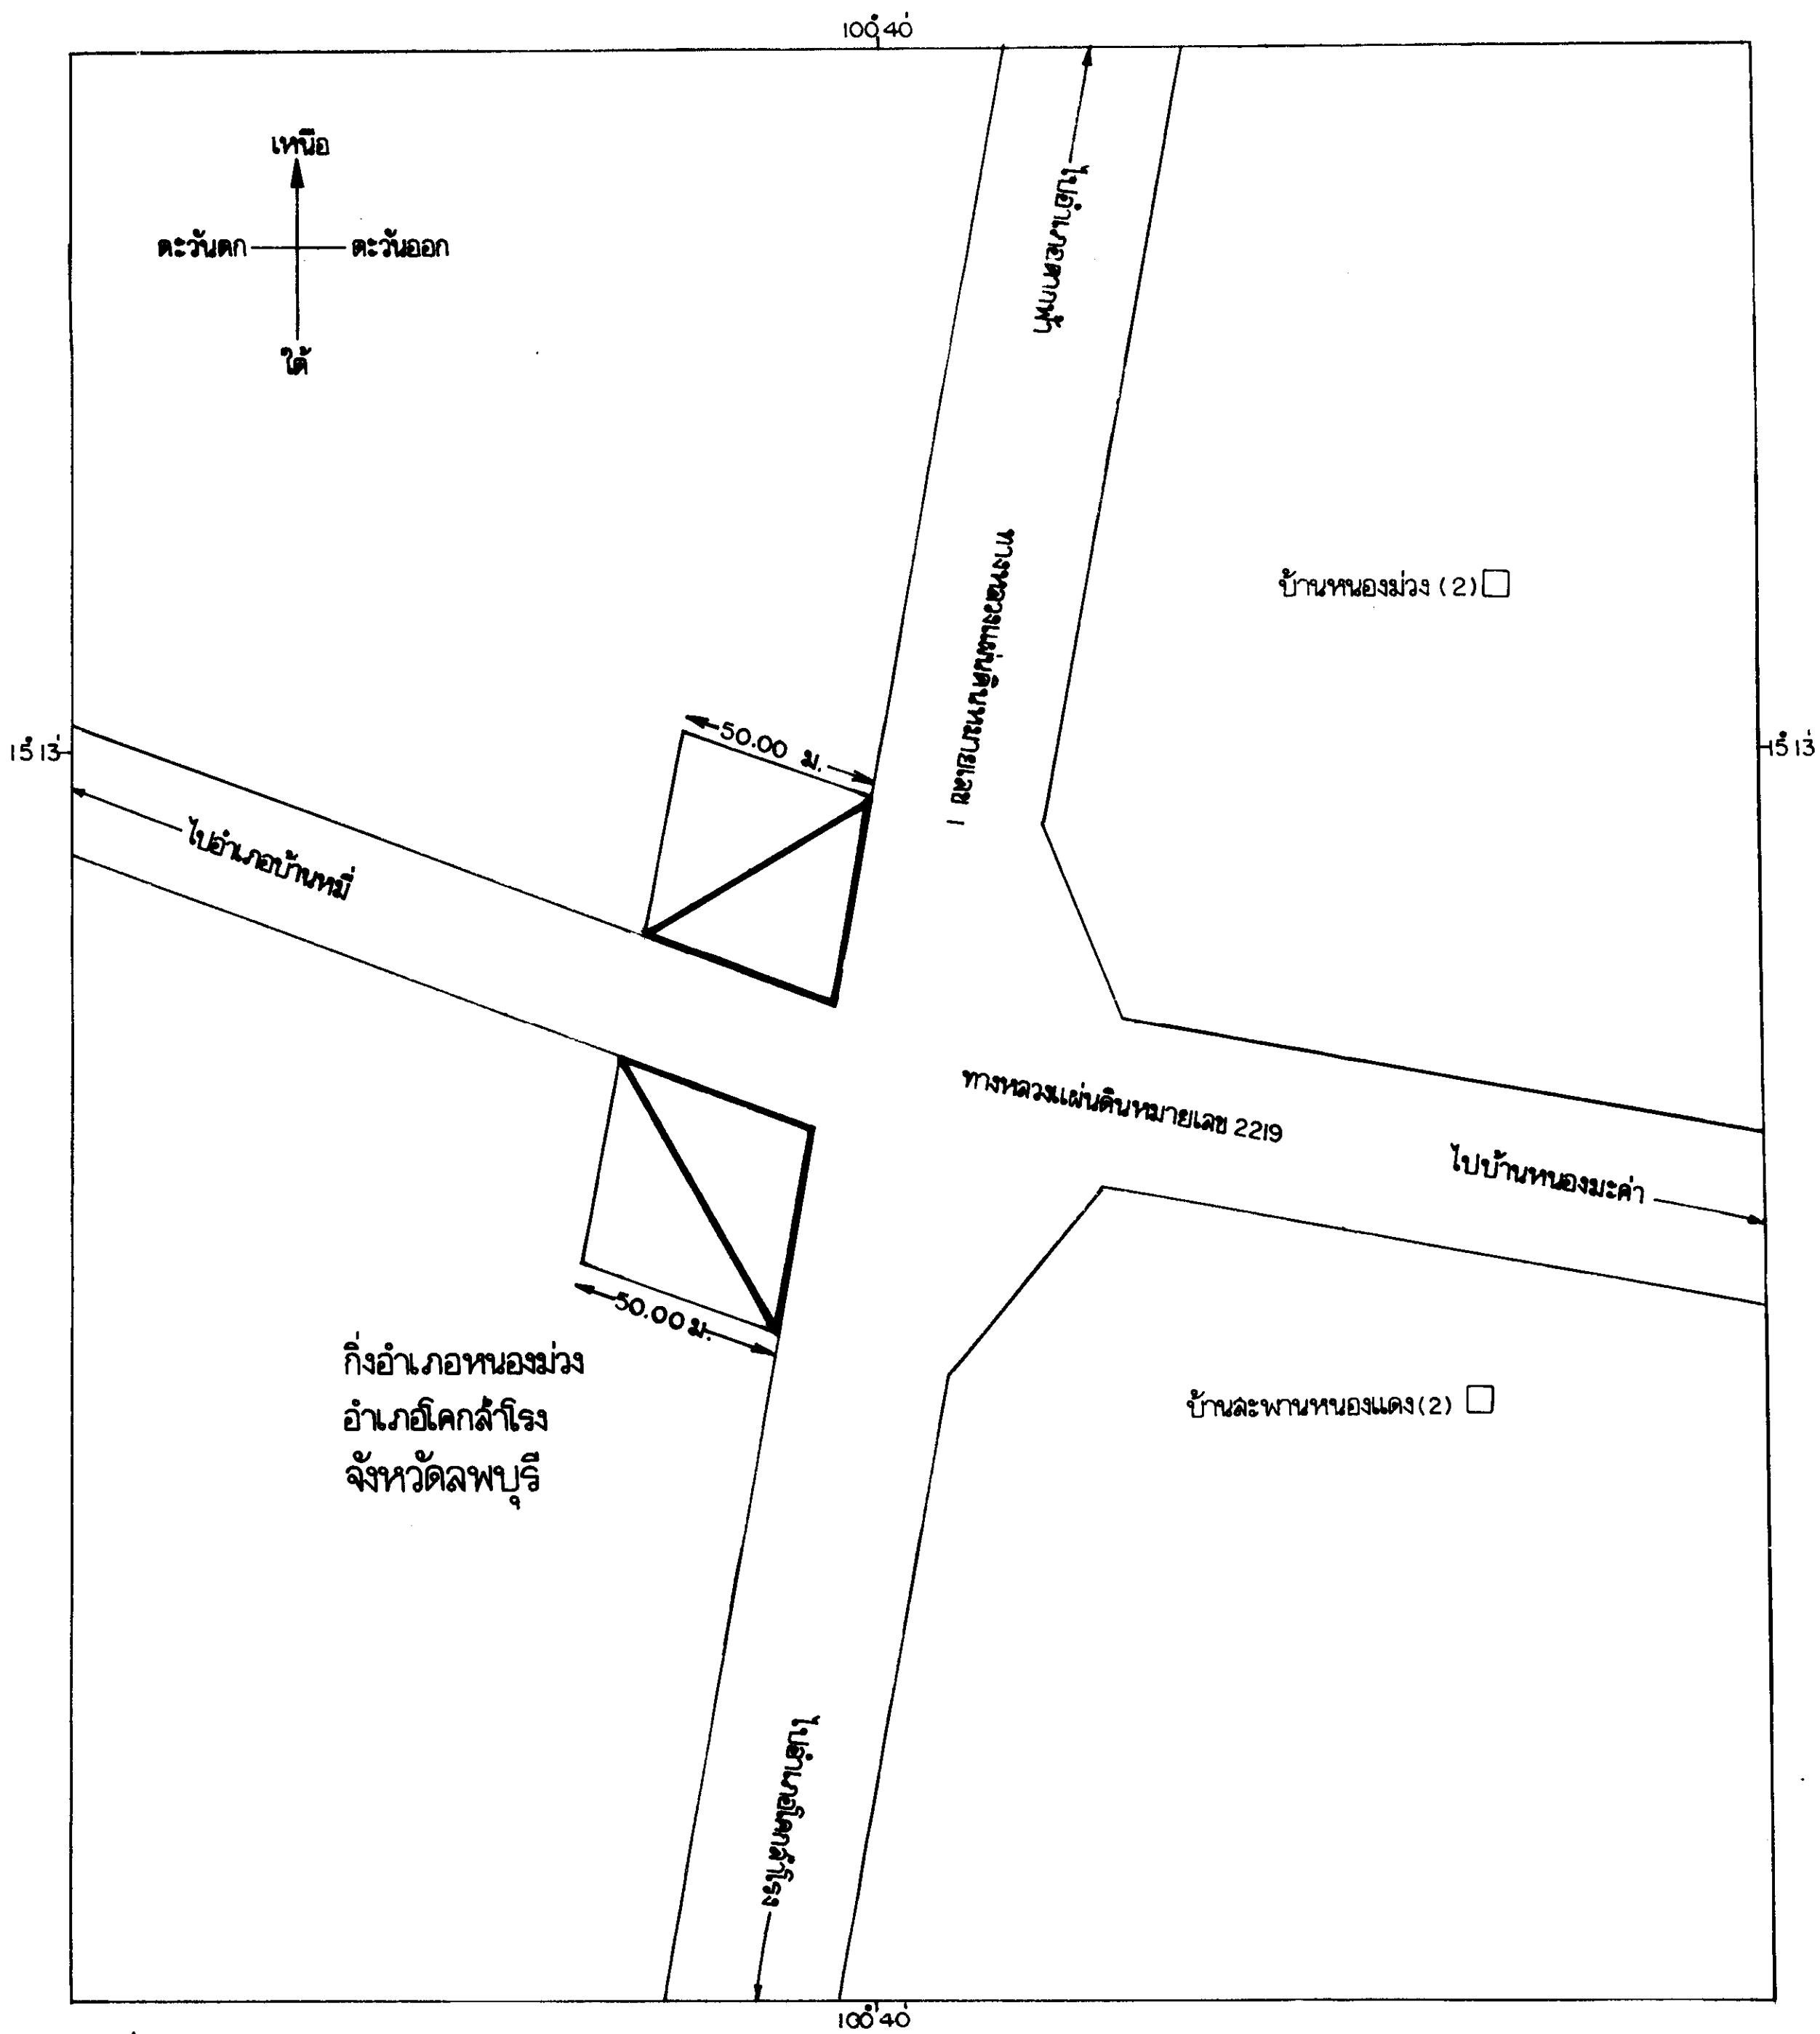 100°40'
เหนือ
ตะวันตก ตะวันออก
ใต้
ไปอำเภอตากฟ้า
ทางหลวงแผ่นดินหมายเลข 1
บ้านหนองม่วง (2)
15°13' 15°13'
50.00 ม.
ไปอำเภอบ้านหมี่
ทางหลวงแผ่นดินหมายเลข 2219
ไปบ้านหนองมะค่า
50.00 ม.
กิ่งอำเภอหนองม่วง
อำเภอโคกสำโรง
จังหวัดลพบุรี
บ้านสะพานหนองแดง(2)
ไปอำเภอโคกสำโรง
100°40'